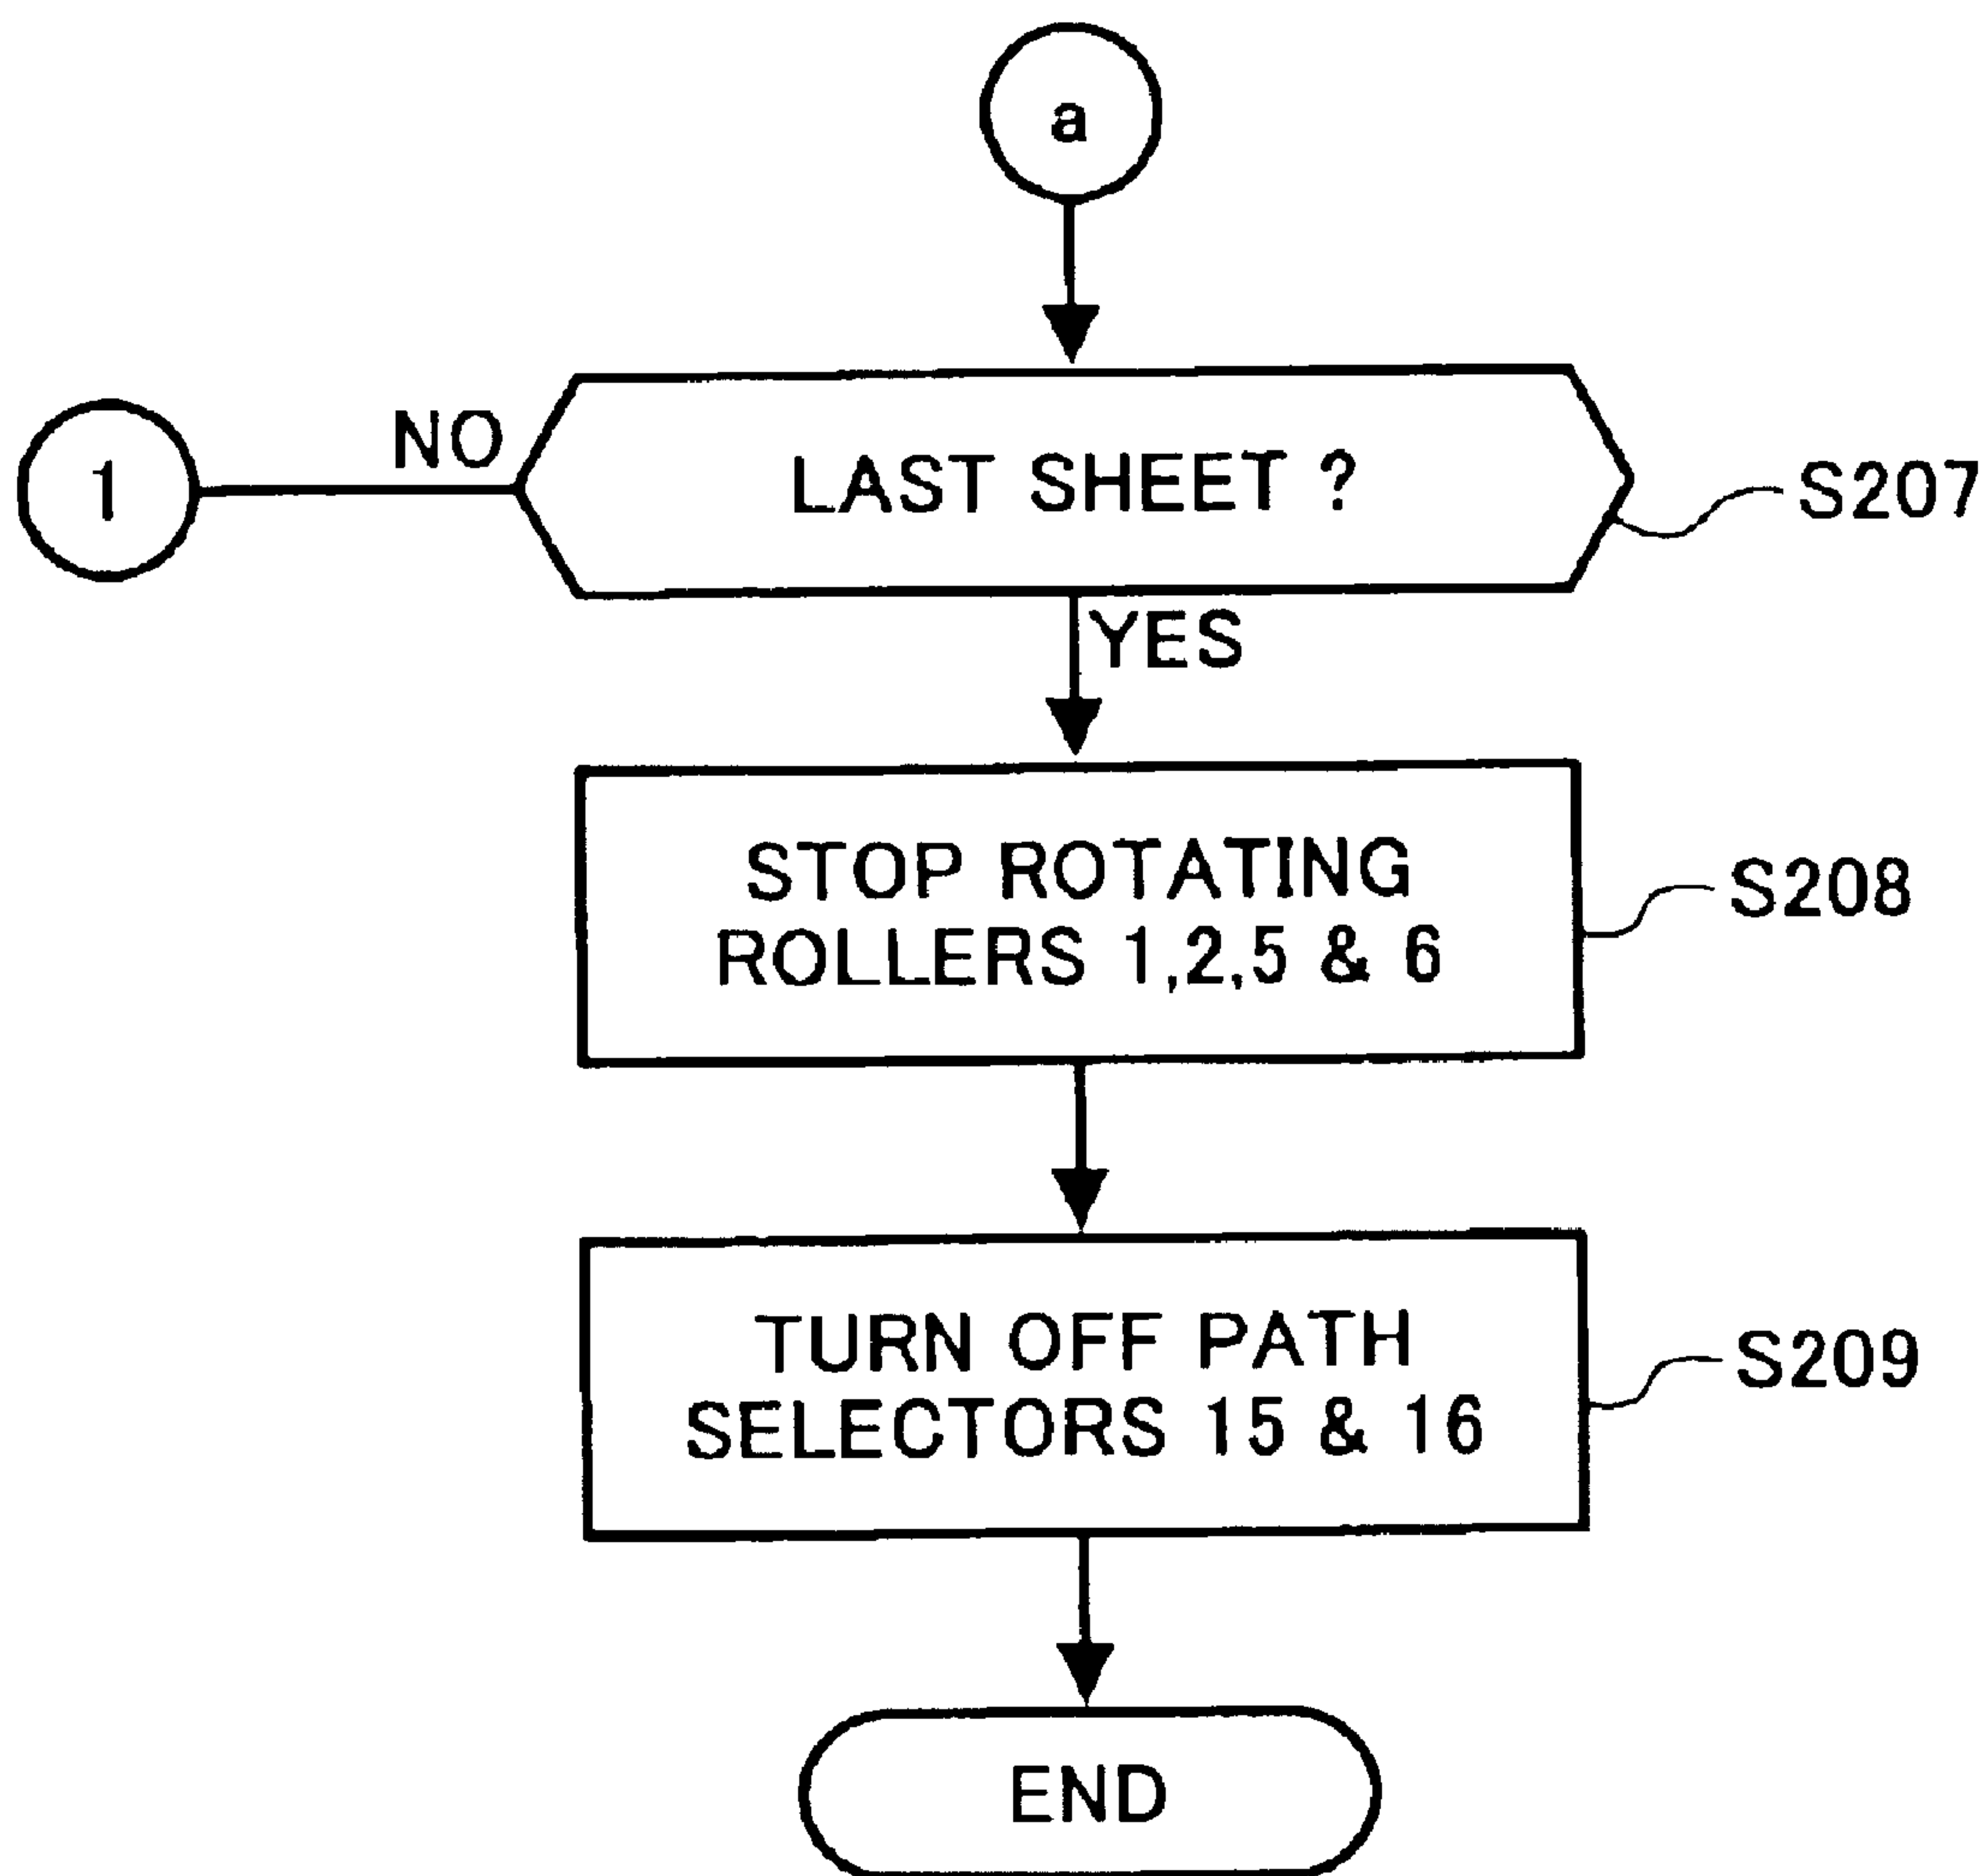 a
NO
1
LAST SHEET ?
S207
YES
STOP ROTATING
ROLLERS 1,2,5 & 6
S208
TURN OFF PATH
SELECTORS 15 & 16
S209
END